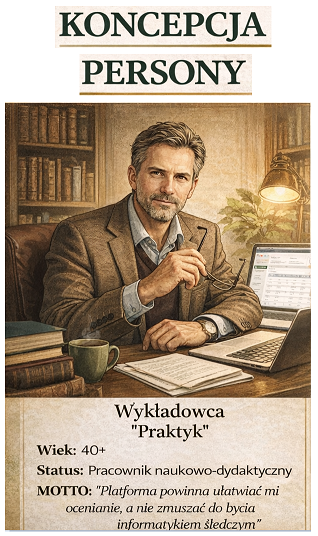 KONCEPCJA
PERSONY
Wykładowca
"Praktyk"
Wiek: 40+
Status: Pracownik naukowo-dydaktyczny
MOTTO: "Platforma powinna ułatwiać mi
ocenianie, a nie zmuszać do bycia
informatykiem śledczym”